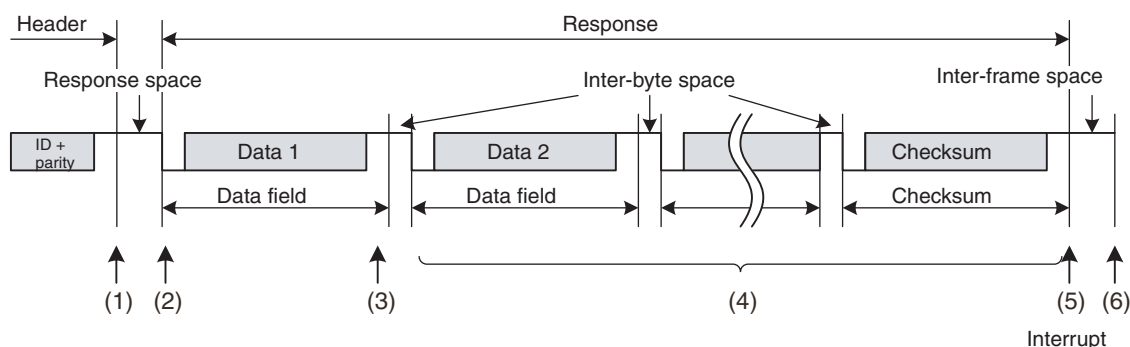 Header
Response
Response space
Inter-byte space
Inter-frame space
ID +
parity
Data 1
Data 2
Checksum
Data field
Data field
Checksum
(1)
(2)
(3)
(4)
(5)
(6)
Interrupt